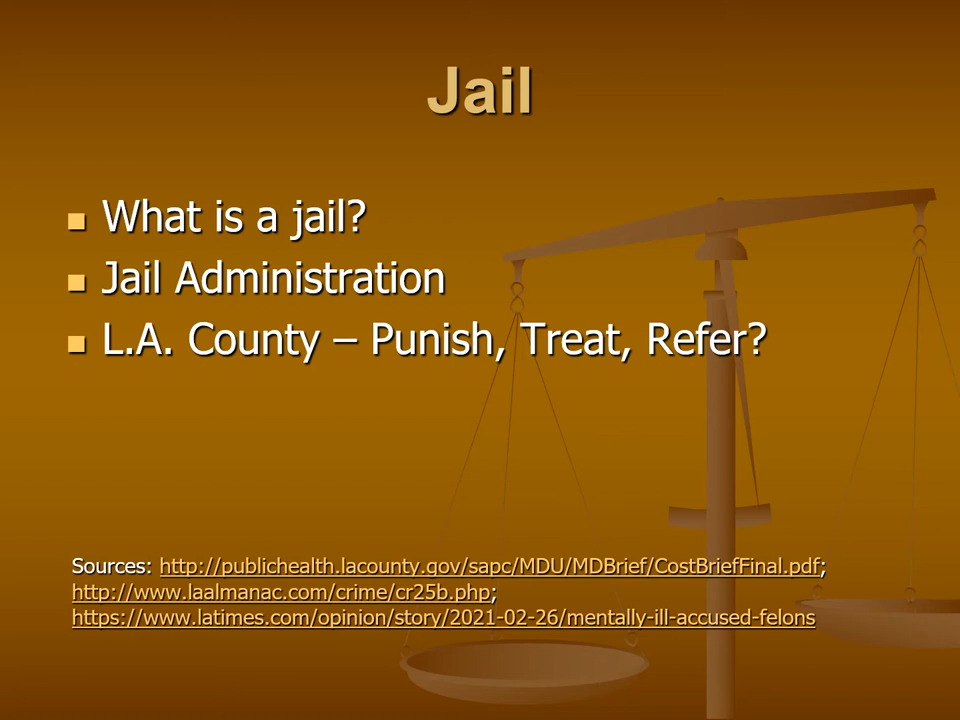 Jail
What is a jail?
Jail Administration
L.A. County – Punish, Treat, Refer?
Sources: http://publichealth.lacounty.gov/sapc/MDU/MDBrief/CostBriefFinal.pdf;
http://www.laalmanac.com/crime/cr25b.php;
https://www.latimes.com/opinion/story/2021-02-26/mentally-ill-accused-felons